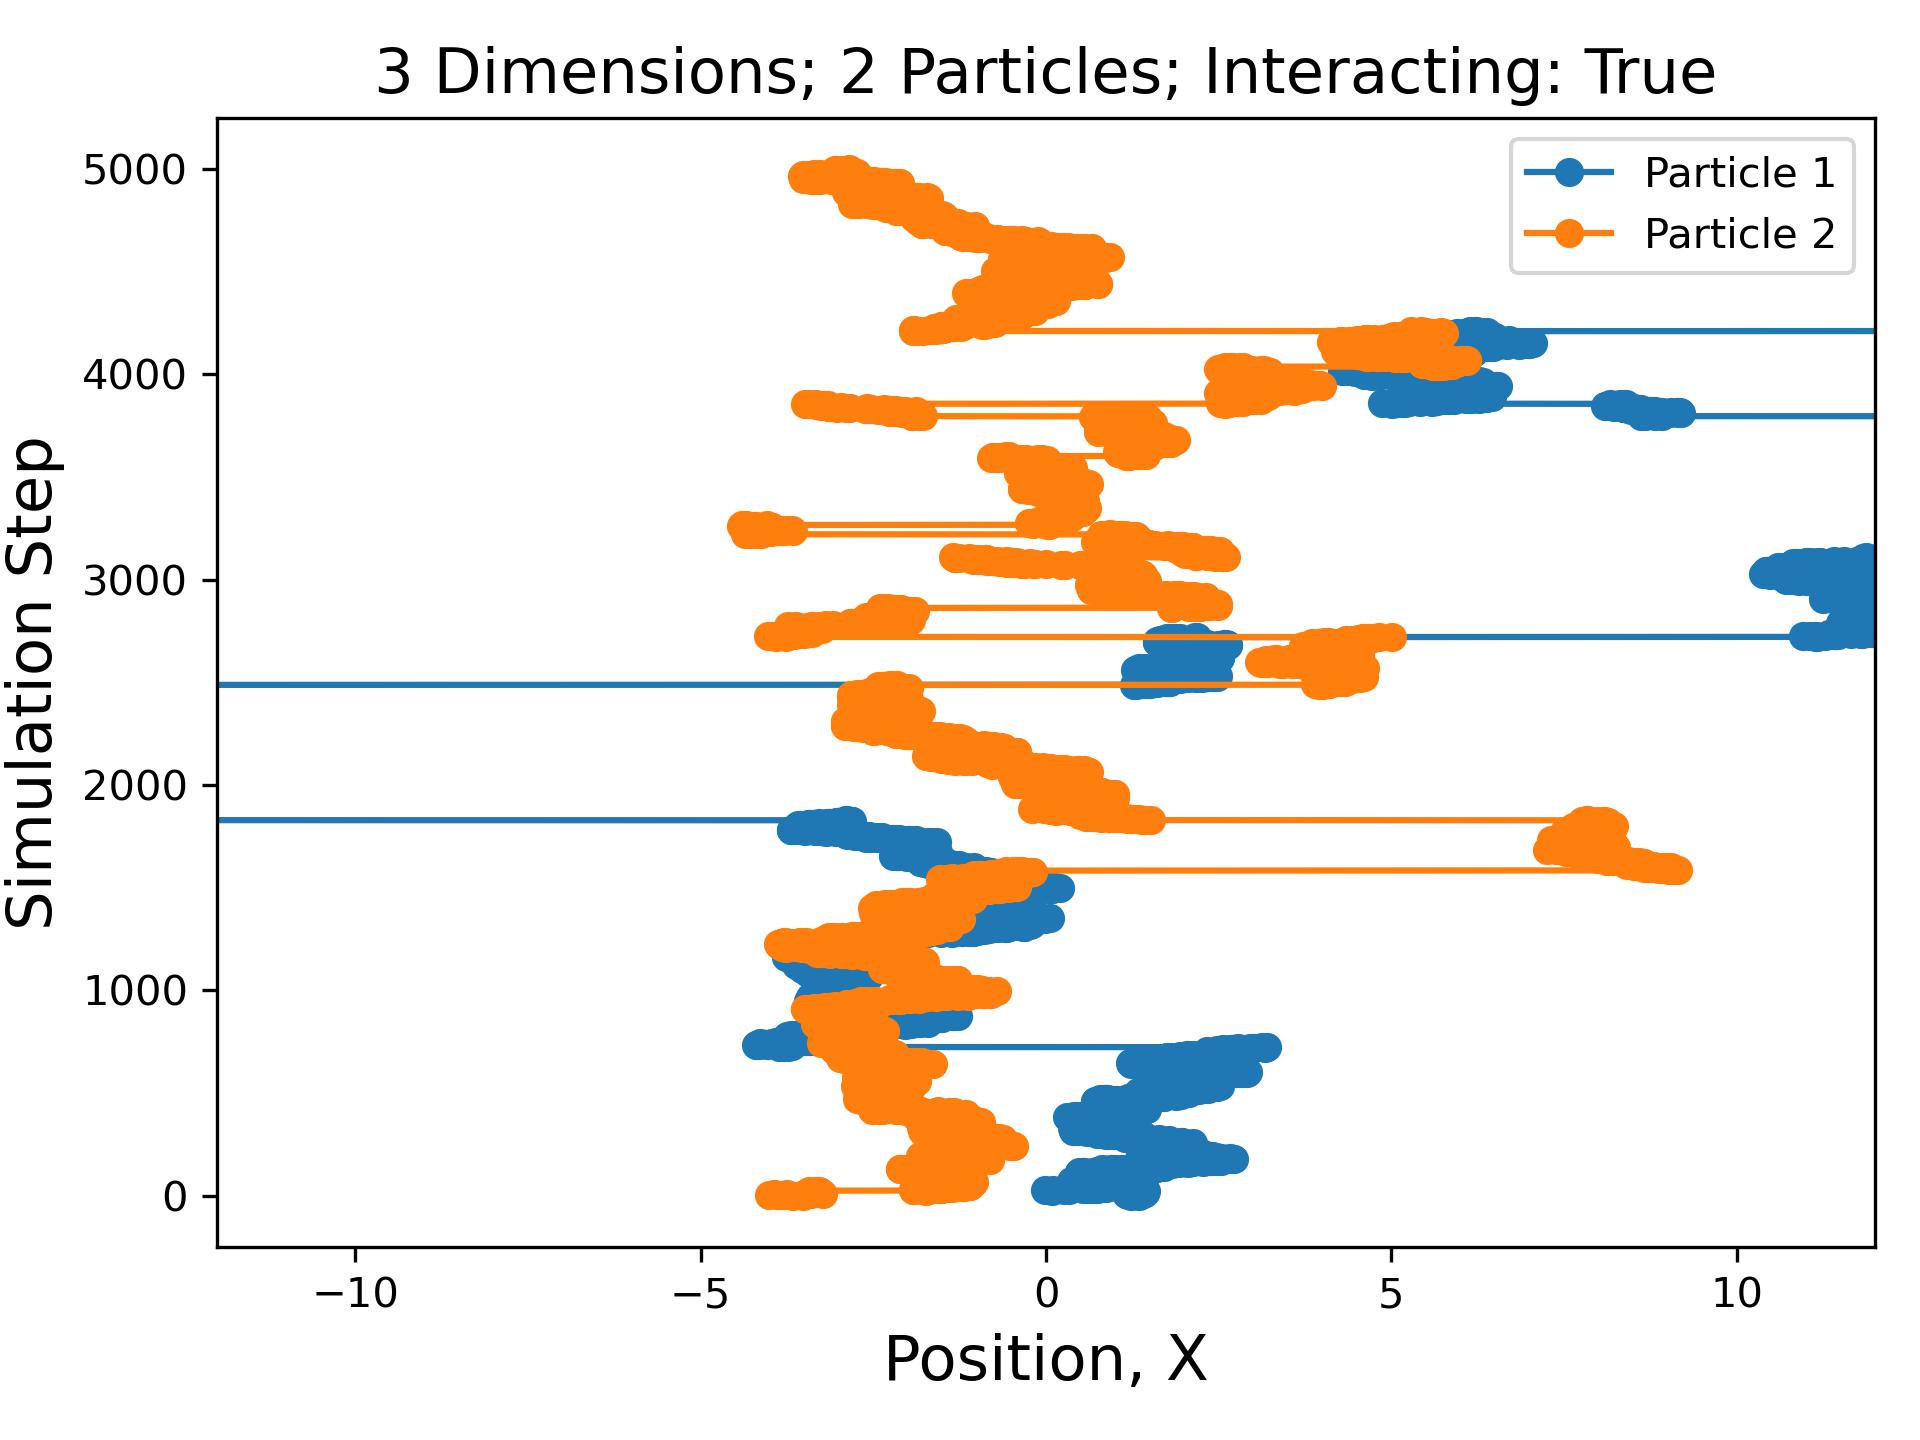 3 Dimensions; 2 Particles; Interacting: True
Particle 1
Particle 2
Simulation Step
5000
4000
3000
2000
1000
0
−10
−5
0
5
10
Position, X